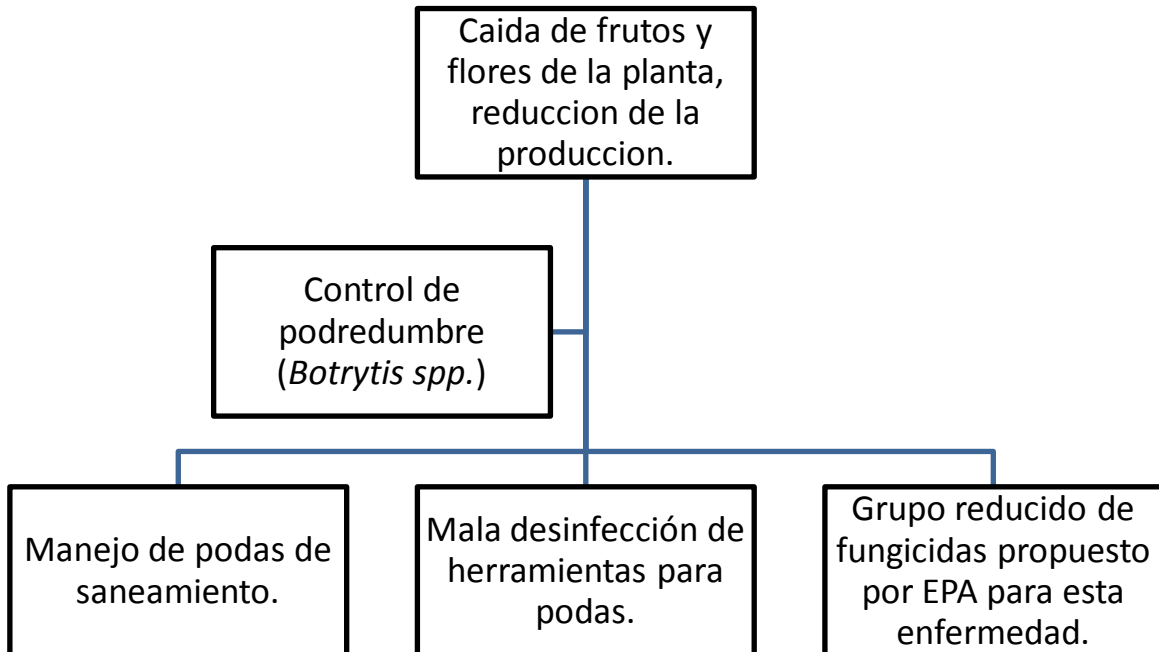 Caida de frutos y
flores de la planta,
reduccion de la
produccion.
Control de
podredumbre
(Botrytis spp.)
Manejo de podas de
saneamiento.
Mala desinfección de
herramientas para
podas.
Grupo reducido de
fungicidas propuesto
por EPA para esta
enfermedad.